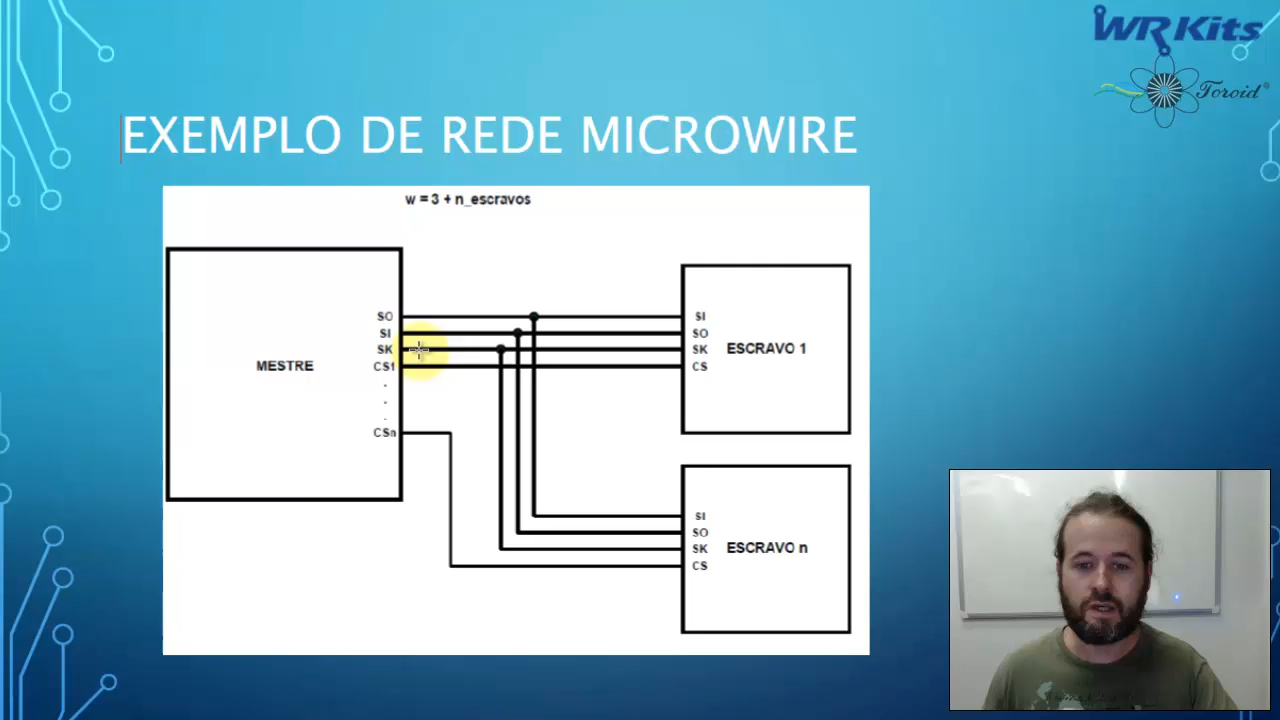 WR Kits
Toroid®
EXEMPLO DE REDE MICROWIRE
w = 3 + n_escravos
MESTRE
SO
SI
SK
CS1
.
.
.
CSn
SI
SO
SK
CS
ESCRAVO 1
SI
SO
SK
CS
ESCRAVO n